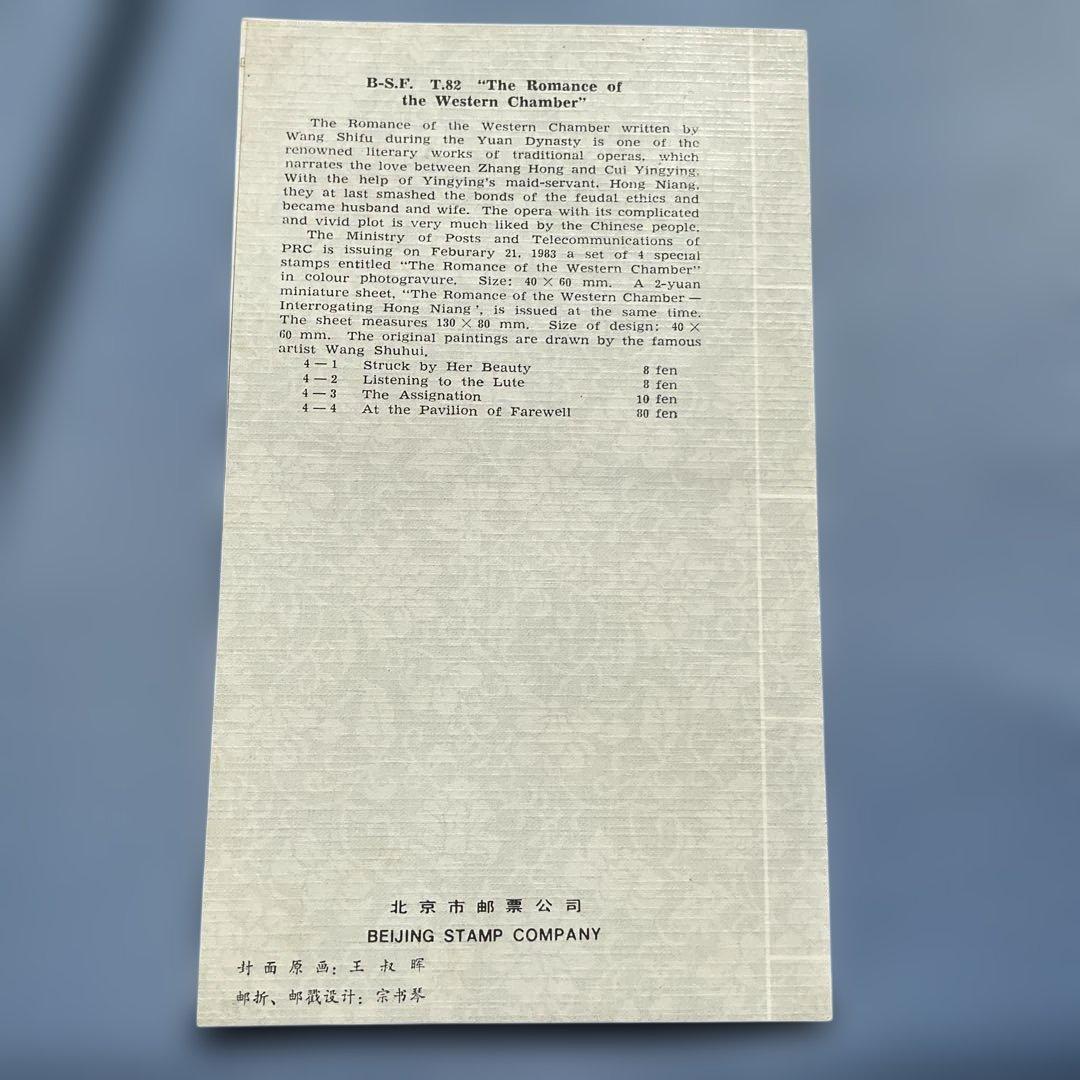 B-S.F. T.82 “The Romance of
the Western Chamber”
The Romance of the Western Chamber written by
Wang Shifu during the Yuan Dynasty is one of the
renowned literary works of traditional operas, which
narrates the love between Zhang Hong and Cui Yingying.
With the help of Yingying's maid-servant, Hong Niang,
they at last smashed the bonds of the feudal ethics and
became husband and wife. The opera with its complicated
and vivid plot is very much liked by the Chinese people.
The Ministry of Posts and Telecommunications of
PRC is issuing on Feburary 21, 1983 a set of 4 special
stamps entitled “The Romance of the Western Chamber”
in colour photogravure. Size: 40 × 60 mm. A 2-yuan
miniature sheet, “The Romance of the Western Chamber —
Interrogating Hong Niang', is issued at the same time.
The sheet measures 130 × 80 mm. Size of design: 40 ×
60 mm. The original paintings are drawn by the famous
artist Wang Shuhui.
4 — 1 Struck by Her Beauty 8 fen
4 — 2 Listening to the Lute 8 fen
4 — 3 The Assignation 10 fen
4 — 4 At the Pavilion of Farewell 80 fen
北京市邮票公司
BEIJING STAMP COMPANY
封面原画：王叔晖
邮折、邮戳设计：宗书琴